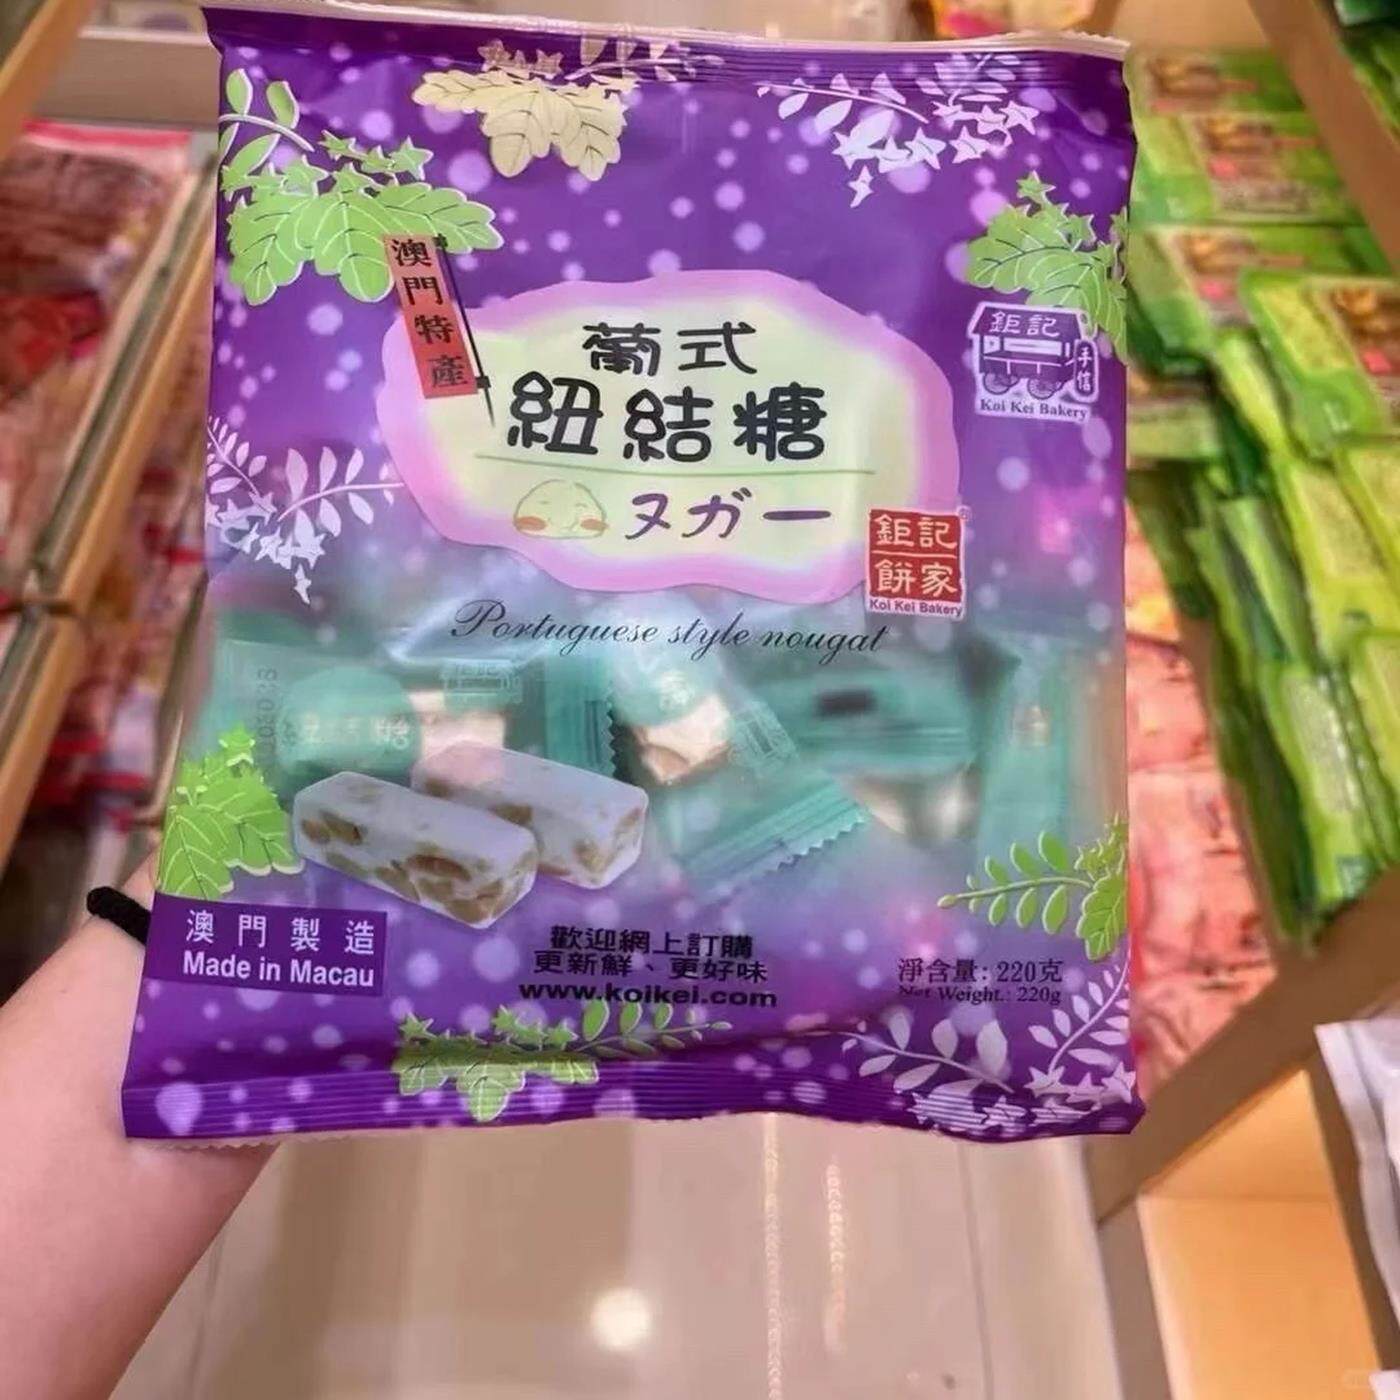 澳門特產
葡式
紐結糖
ヌガー
鉅記
手信
Koi Kei Bakery
鉅記
餅家
Koi Kei Bakery
Portuguese style nougat
澳門製造
Made in Macau
歡迎網上訂購
更新鮮、更好味
www.koikei.com
淨含量: 220克
Net Weight.: 220g